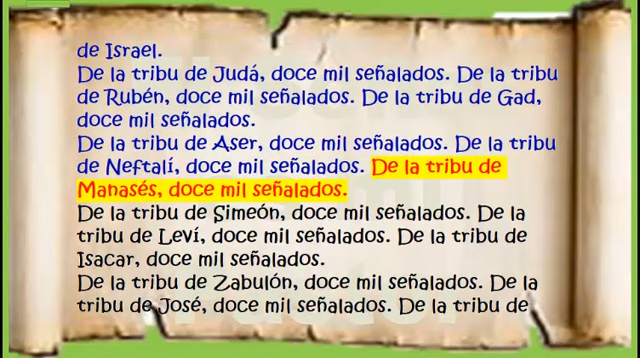 de Israel.
De la tribu de Judá, doce mil señalados. De la tribu
de Rubén, doce mil señalados. De la tribu de Gad,
doce mil señalados.
De la tribu de Aser, doce mil señalados. De la tribu
de Neftalí, doce mil señalados. De la tribu de
Manasés, doce mil señalados.
De la tribu de Simeón, doce mil señalados. De la
tribu de Leví, doce mil señalados. De la tribu de
Isacar, doce mil señalados.
De la tribu de Zabulón, doce mil señalados. De la
tribu de José, doce mil señalados. De la tribu de